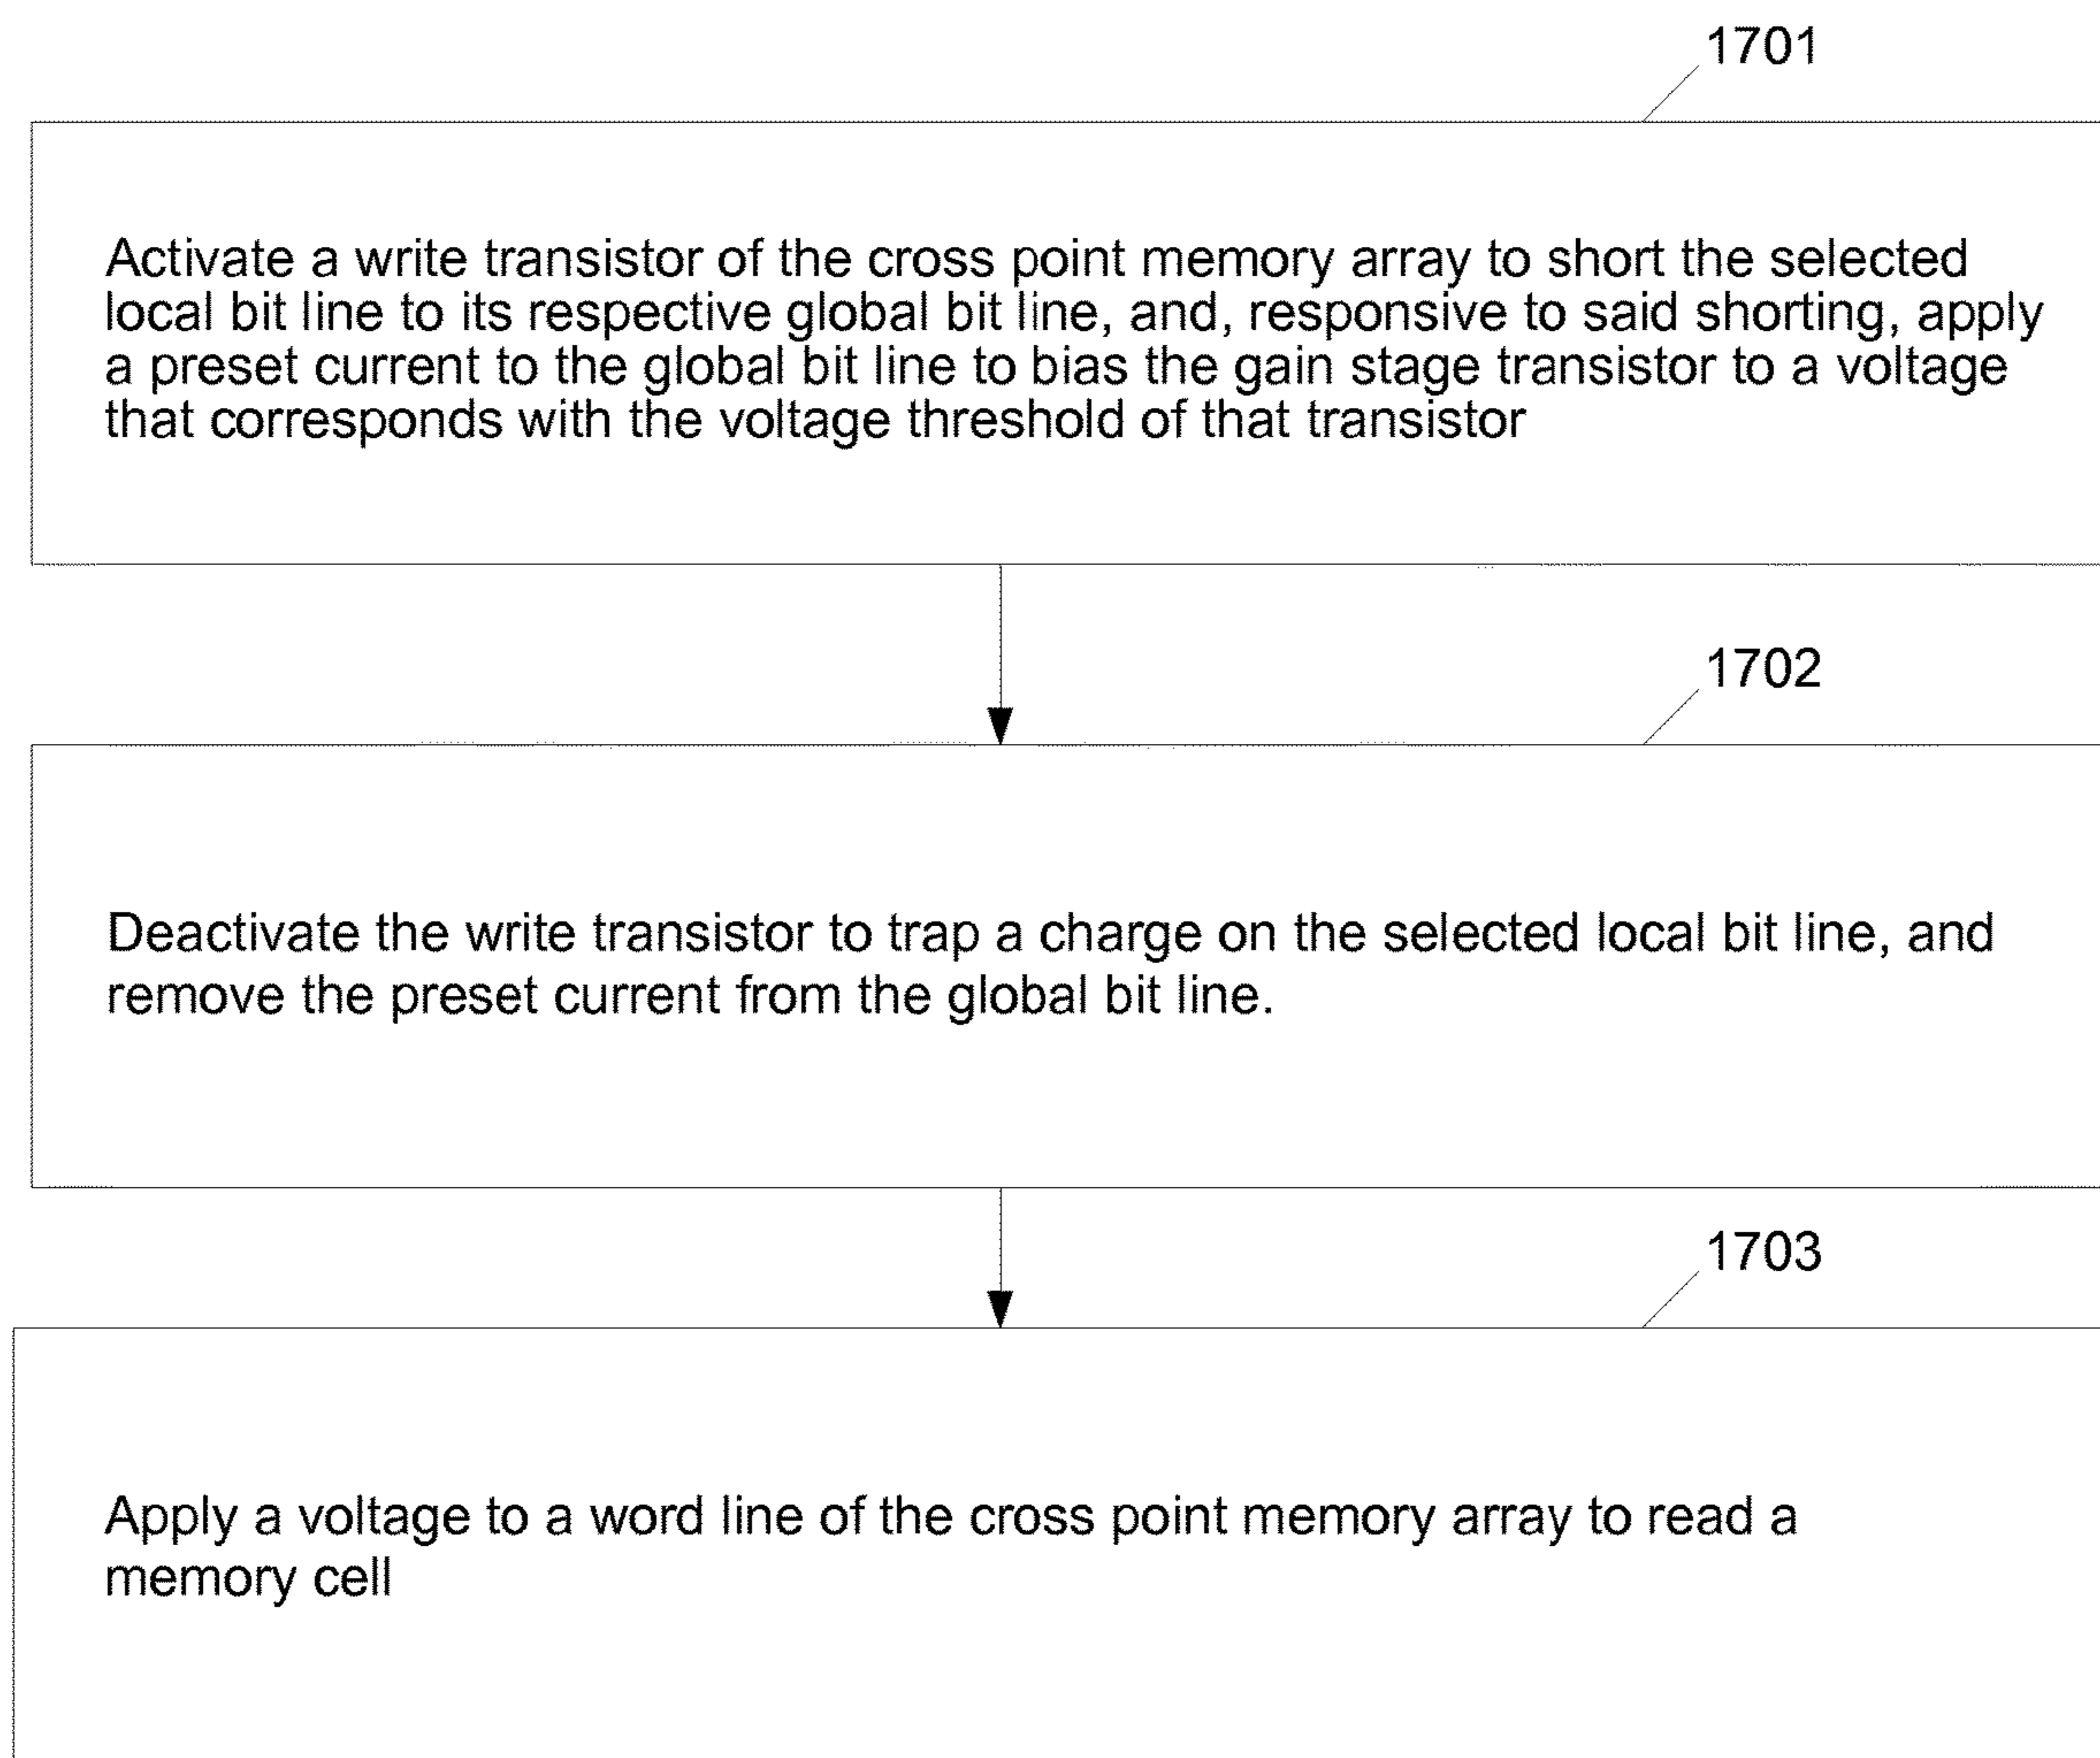 1701
Activate a write transistor of the cross point memory array to short the selected
local bit line to its respective global bit line, and, responsive to said shorting, apply
a preset current to the global bit line to bias the gain stage transistor to a voltage
that corresponds with the voltage threshold of that transistor
1702
Deactivate the write transistor to trap a charge on the selected local bit line, and
remove the preset current from the global bit line.
1703
Apply a voltage to a word line of the cross point memory array to read a
memory cell